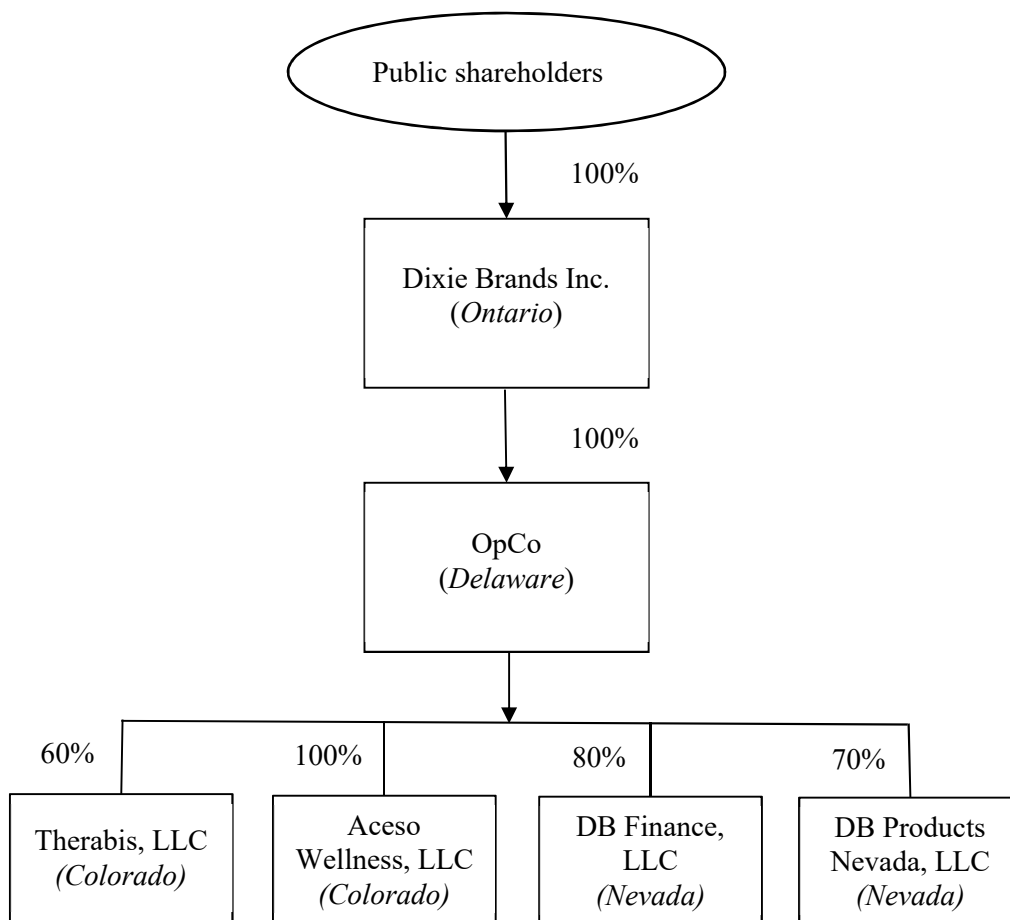 Public shareholders
100%
Dixie Brands Inc.
(Ontario)
100%
OpCo
(Delaware)
60%
100%
80%
70%
Therabis, LLC
(Colorado)
Aceso
Wellness, LLC
(Colorado)
DB Finance,
LLC
(Nevada)
DB Products
Nevada, LLC
(Nevada)